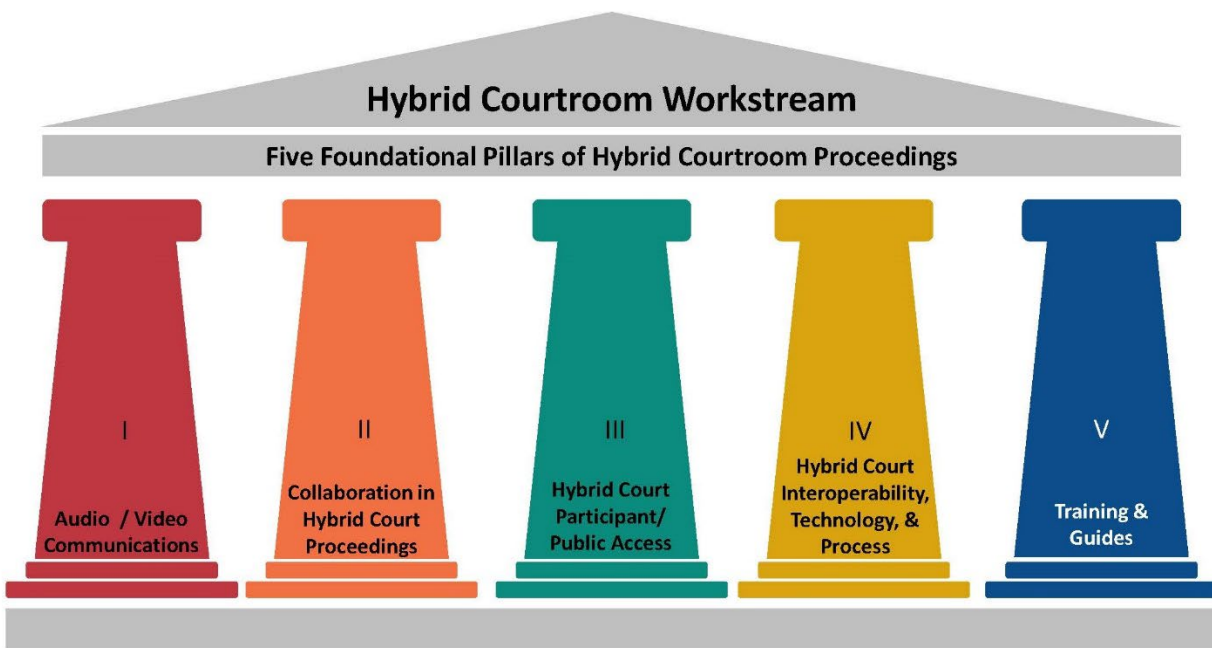 Hybrid Courtroom Workstream
Five Foundational Pillars of Hybrid Courtroom Proceedings
I
Audio / Video
Communications
II
Collaboration in
Hybrid Court
Proceedings
III
Hybrid Court
Participant/
Public Access
IV
Hybrid Court
Interoperability,
Technology, &
Process
V
Training &
Guides